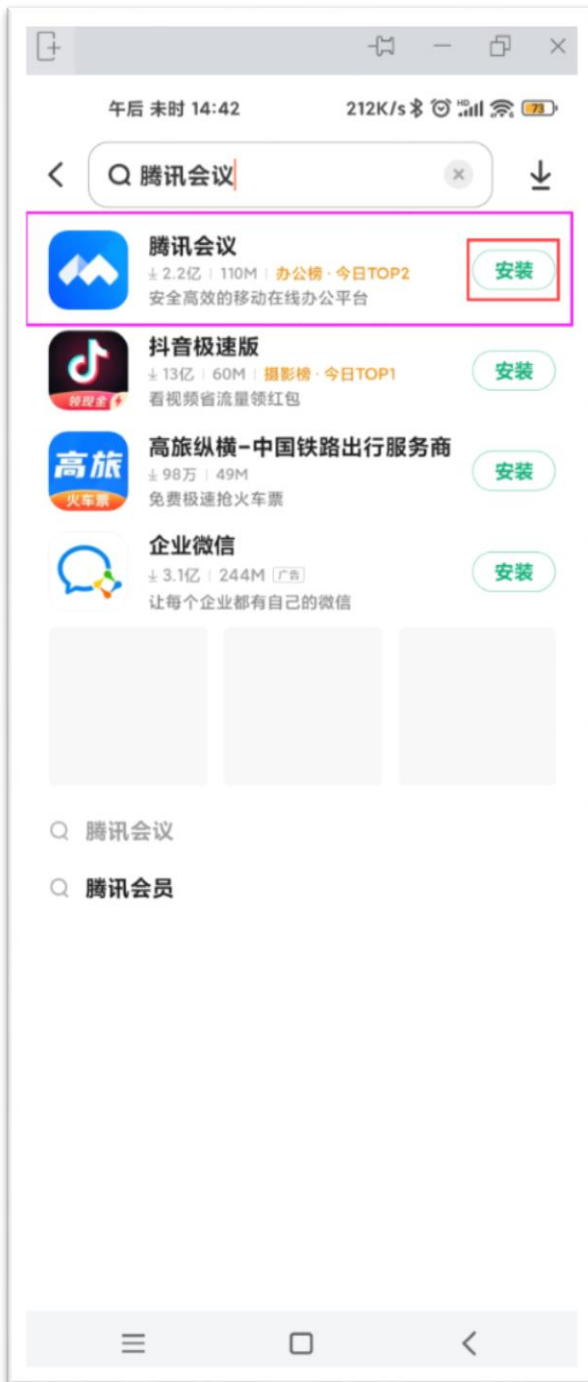 午后 未时 14:42 212K/s HD 73
腾讯会议
腾讯会议
2.2亿 110M 办公榜·今日TOP2
安全高效的移动在线办公平台
安装
抖音极速版
13亿 60M 摄影榜·今日TOP1
看视频省流量领红包
领现金
安装
高旅纵横-中国铁路出行服务商
98万 49M
免费极速抢火车票
高旅
火车票
安装
企业微信
3.1亿 244M 广告
让每个企业都有自己的微信
安装
腾讯会议
腾讯会员